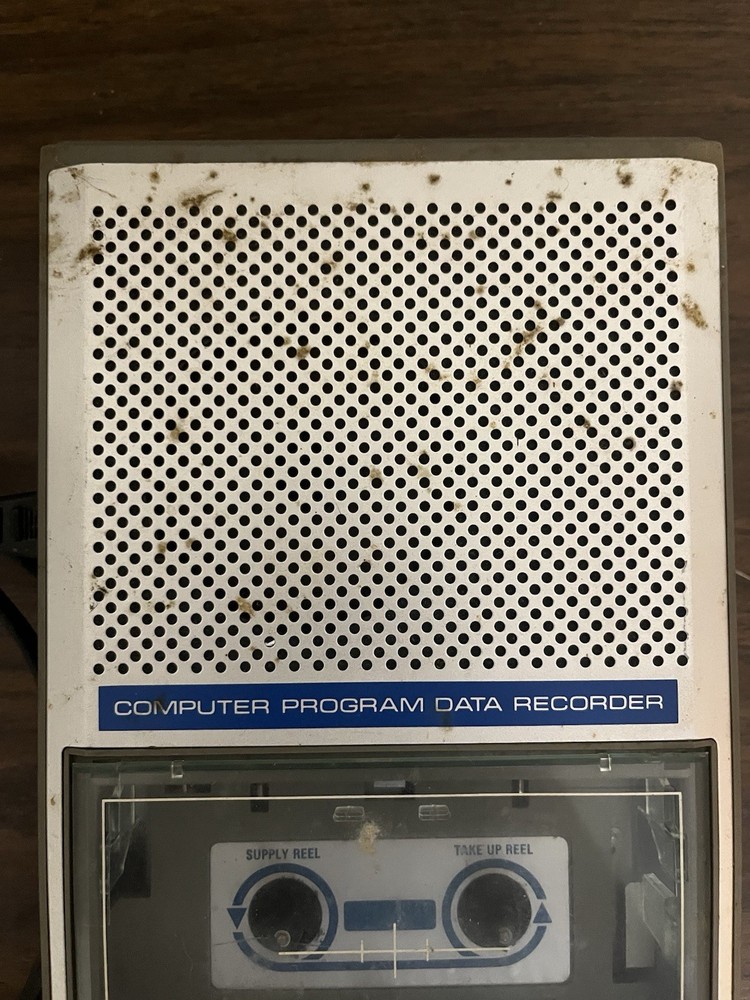 COMPUTER PROGRAM DATA RECORDER
SUPPLY REEL
TAKE UP REEL